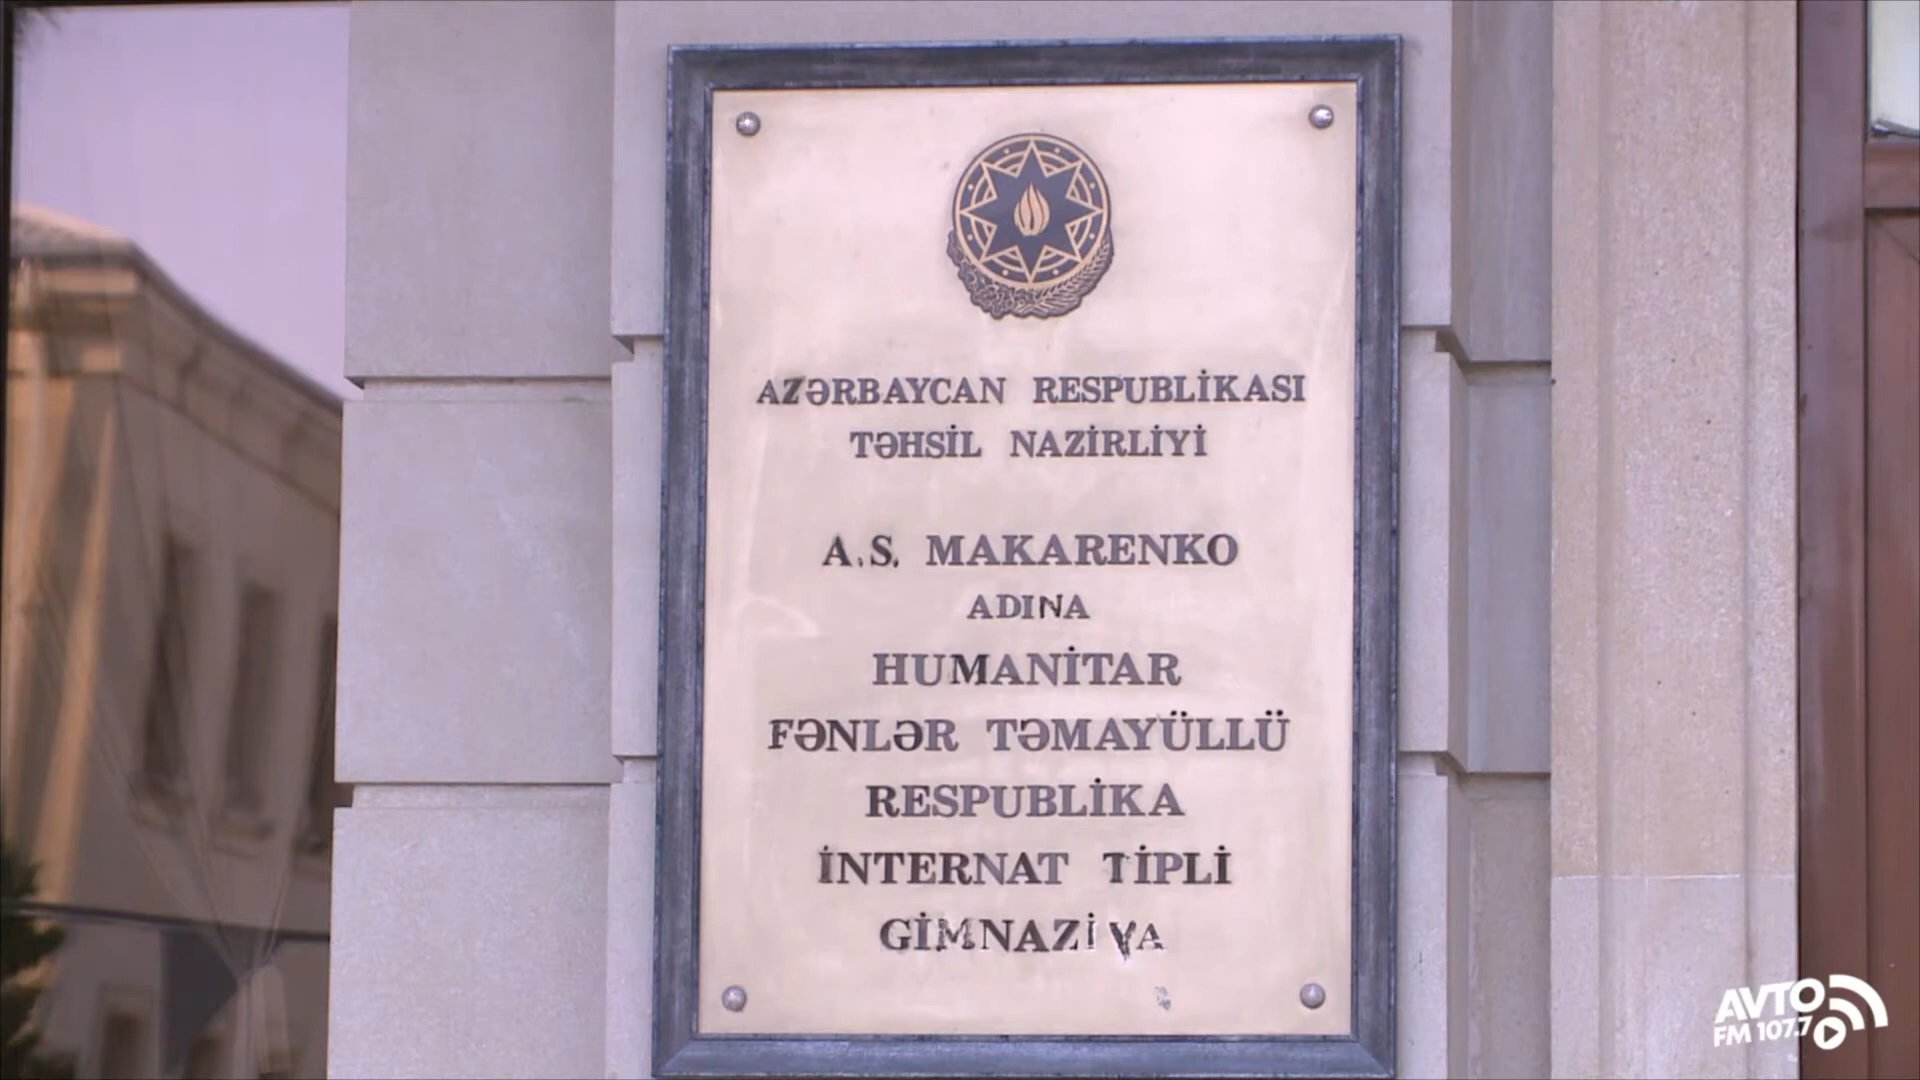 AZƏRBAYCAN RESPUBLİKASI
TƏHSİL NAZİRLİYİ
A.S. MAKARENKO
ADINA
HUMANİTAR
FƏNLƏR TƏMAYÜLLÜ
RESPUBLİKA
İNTERNAT TİPLİ
GİMNAZİYA
AVTO
FM 107.7